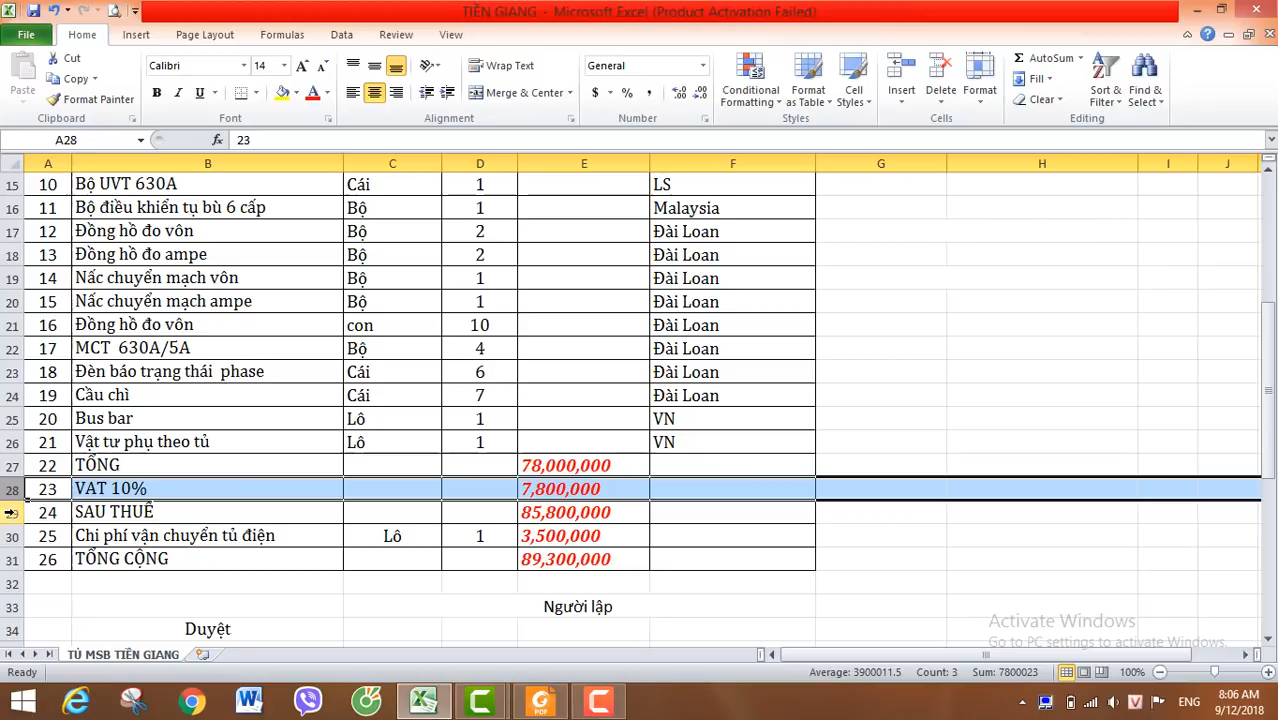 TIỀN GIANG - Microsoft Excel (Product Activation Failed)
File Home Insert Page Layout Formulas Data Review View
Cut
Copy
Format Painter
Paste
Clipboard
Calibri 14
B I U
Font
Wrap Text
Merge & Center
Alignment
General
$ % ,
Number
Conditional Formatting
Format as Table
Cell Styles
Styles
Insert Delete Format
Cells
AutoSum
Fill
Clear
Sort & Filter
Find & Select
Editing
A28 fx 23
A B C D E F G H I J
15 10 Bộ UVT 630A Cái 1 LS
16 11 Bộ điều khiển tụ bù 6 cấp Bộ 1 Malaysia
17 12 Đồng hồ đo vôn Bộ 2 Đài Loan
18 13 Đồng hồ đo ampe Bộ 2 Đài Loan
19 14 Nấc chuyển mạch vôn Bộ 1 Đài Loan
20 15 Nấc chuyển mạch ampe Bộ 1 Đài Loan
21 16 Đồng hồ đo vôn con 10 Đài Loan
22 17 MCT 630A/5A Bộ 4 Đài Loan
23 18 Đèn báo trạng thái phase Cái 6 Đài Loan
24 19 Cầu chì Cái 7 Đài Loan
25 20 Bus bar Lô 1 VN
26 21 Vật tư phụ theo tủ Lô 1 VN
27 22 TỔNG 78,000,000
28 23 VAT 10% 7,800,000
29 24 SAU THUẾ 85,800,000
30 25 Chi phí vận chuyển tủ điện Lô 1 3,500,000
31 26 TỔNG CỘNG 89,300,000
32
33 Người lập
34 Duyệt
Activate Windows
Go to PC settings to activate Windows.
TỦ MSB TIỀN GIANG
Ready Average: 3900011.5 Count: 3 Sum: 7800023 100%
ENG
8:06 AM
9/12/2018